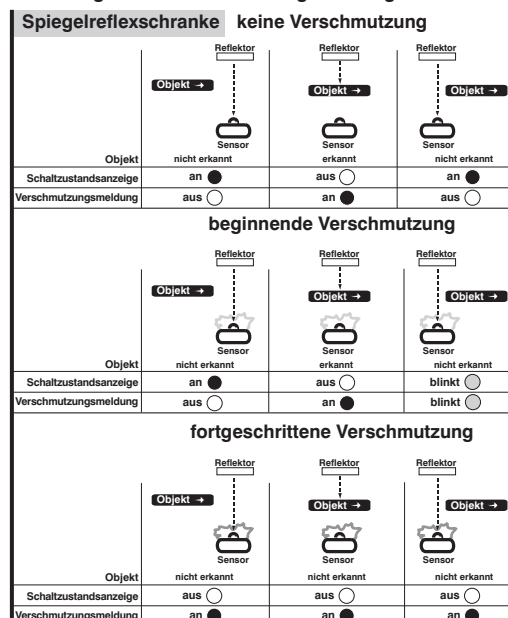 Spiegelreflexschranke keine Verschmutzung
Reflektor Reflektor Reflektor
Objekt → Objekt → Objekt →
Sensor Sensor Sensor
Objekt nicht erkannt erkannt nicht erkannt
Schaltzustandsanzeige an aus an
Verschmutzungsmeldung aus an aus
beginnende Verschmutzung
Reflektor Reflektor Reflektor
Objekt → Objekt → Objekt →
Sensor Sensor Sensor
Objekt nicht erkannt erkannt nicht erkannt
Schaltzustandsanzeige an aus blinkt
Verschmutzungsmeldung aus an blinkt
fortgeschrittene Verschmutzung
Reflektor Reflektor Reflektor
Objekt → Objekt → Objekt →
Sensor Sensor Sensor
Objekt nicht erkannt nicht erkannt nicht erkannt
Schaltzustandsanzeige aus aus aus
Verschmutzungsmeldung an an an